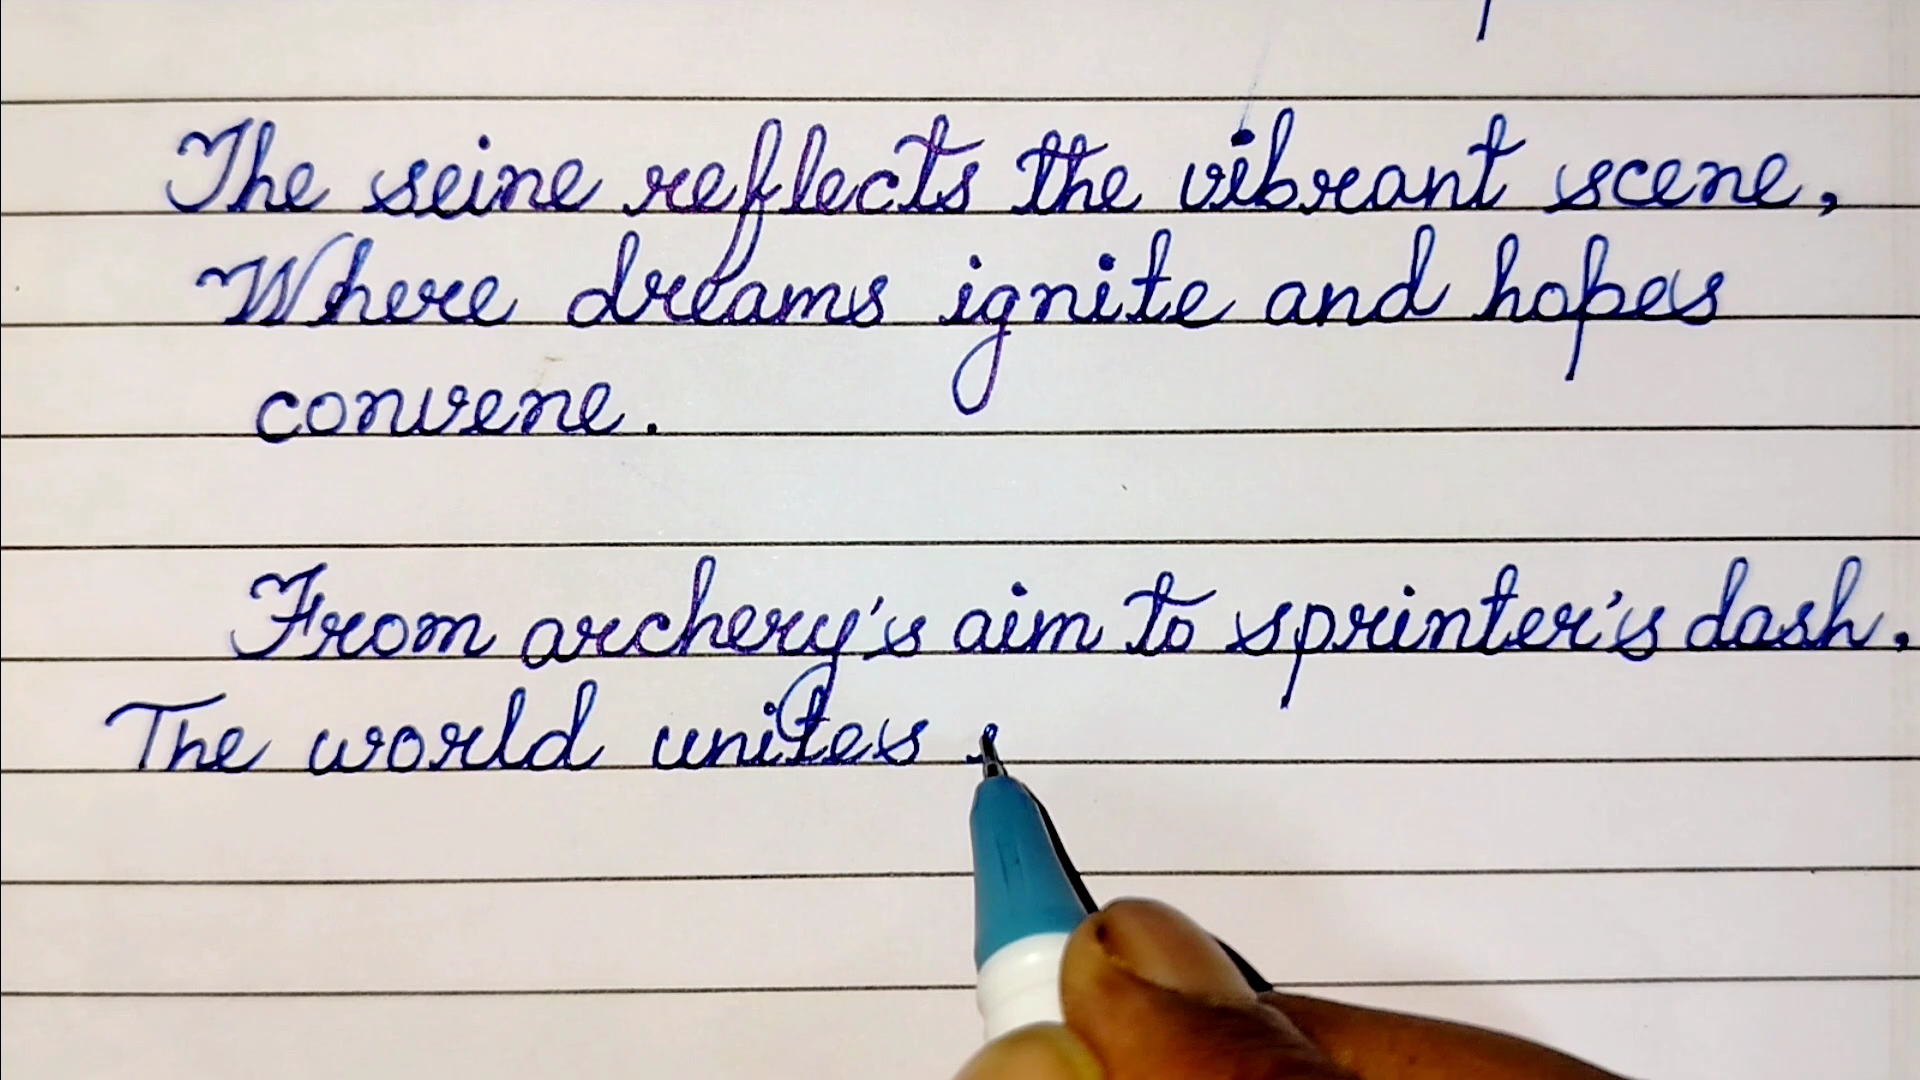 The seine reflects the vibrant scene,
Where dreams ignite and hopes
convene.
From archery's aim to sprinter's dash,
The world unites